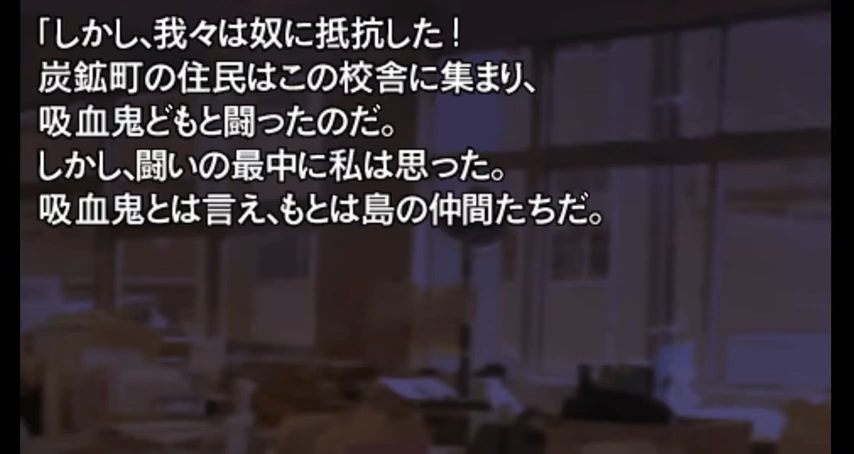 「しかし、我々は奴に抵抗した！
炭鉱町の住民はこの校舎に集まり、
吸血鬼どもと闘ったのだ。
しかし、闘いの最中に私は思った。
吸血鬼とは言え、もとは島の仲間たちだ。